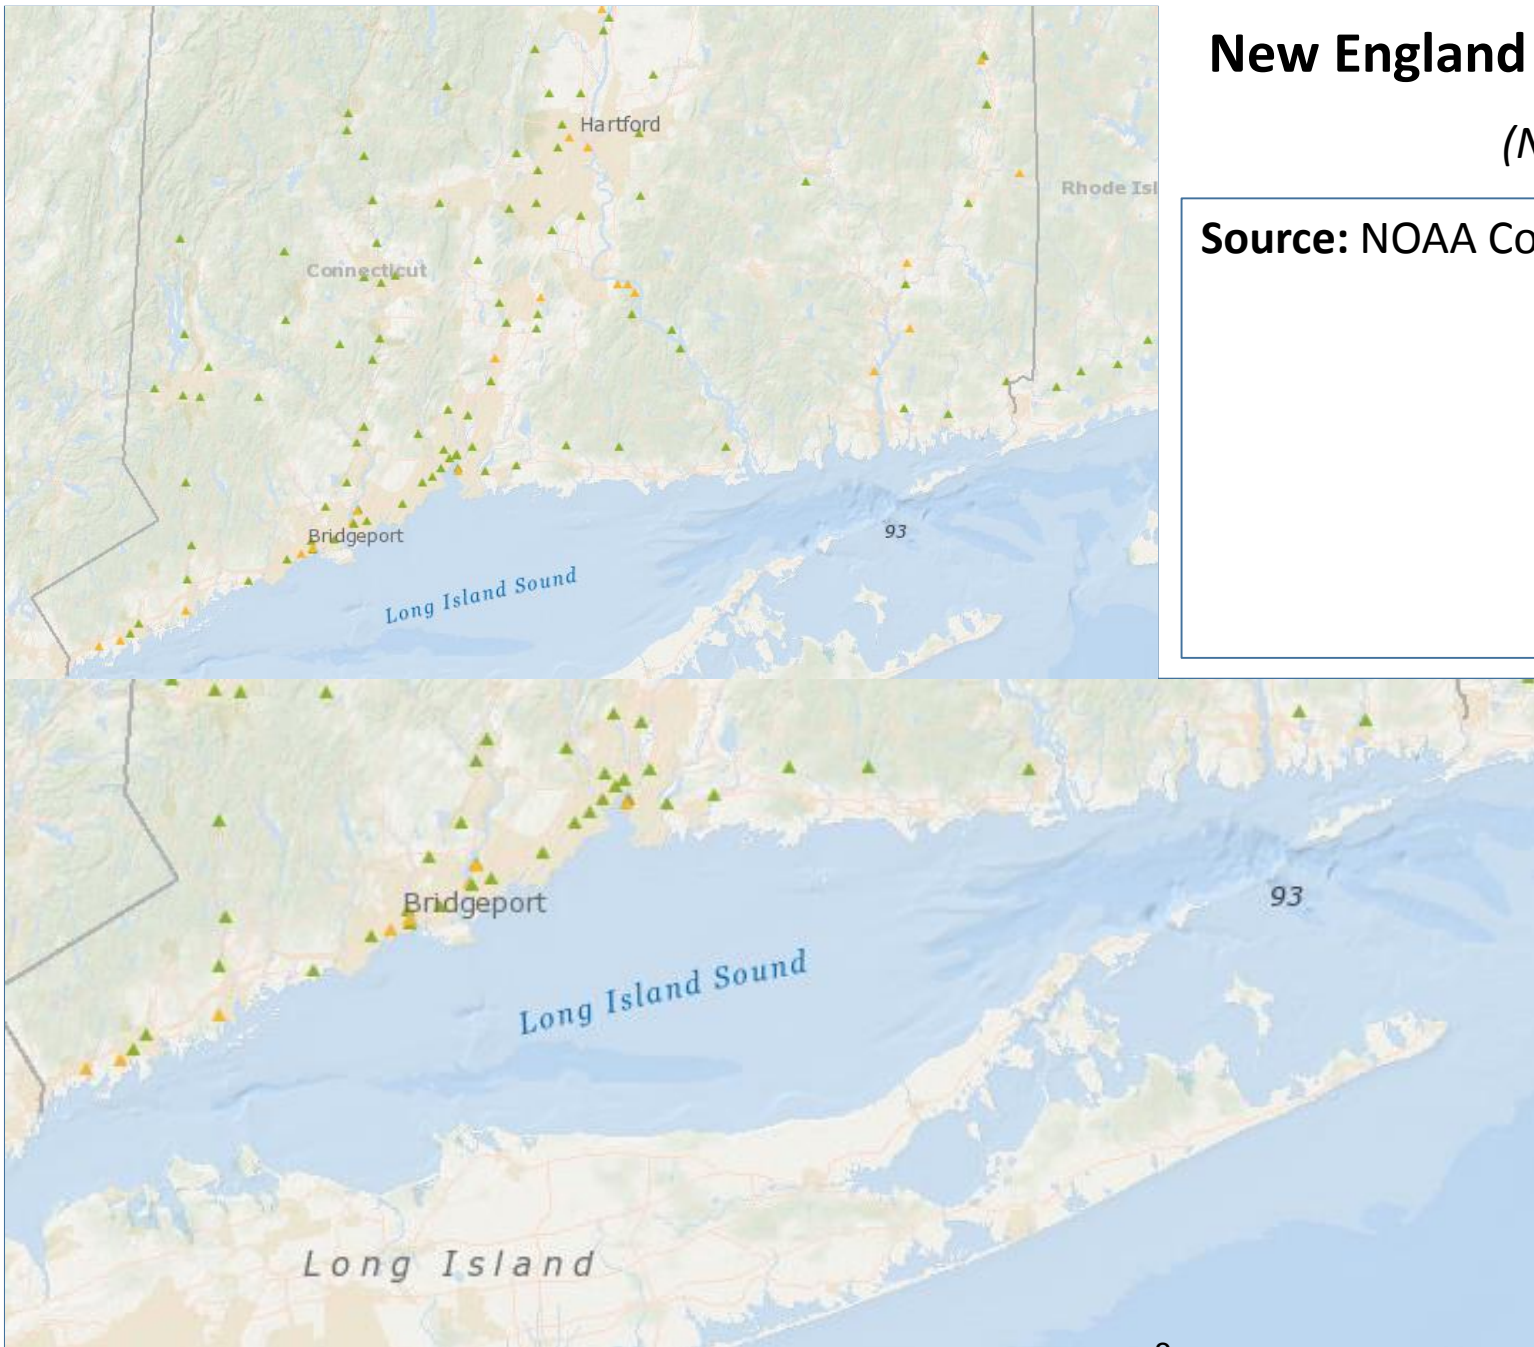 New England
(N
Source: NOAA Co
Hartford
Rhode Isl
Connecticut
Bridgeport
93
Long Island Sound
Bridgeport
93
Long Island Sound
Long Island